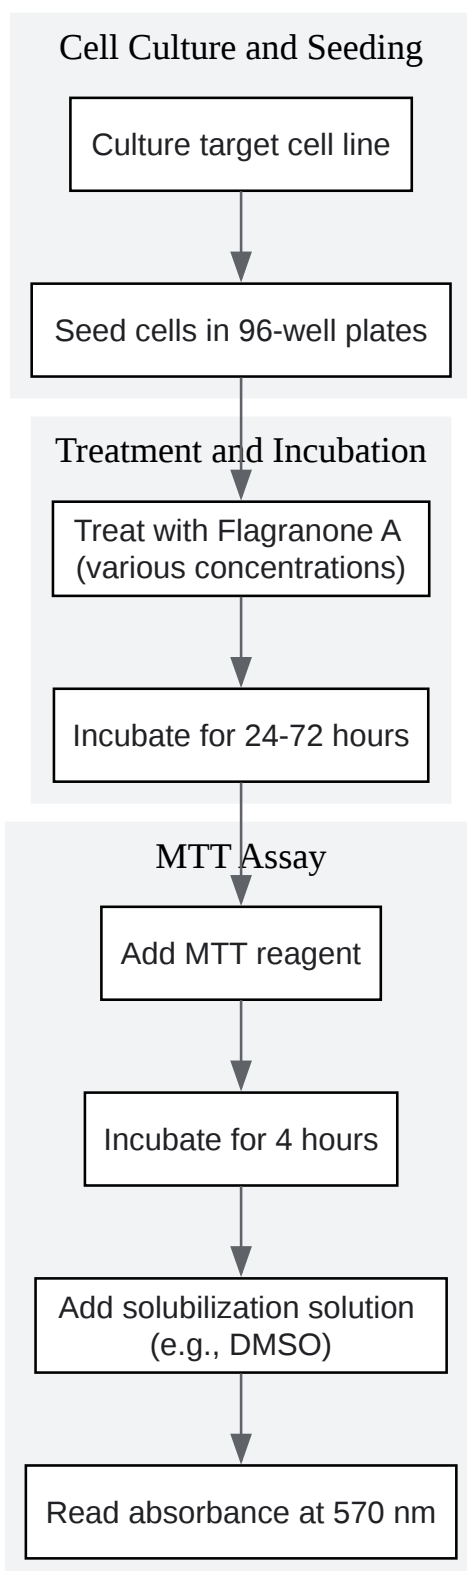 Cell Culture and Seeding
Culture target cell line
Seed cells in 96-well plates
Treatment and Incubation
Treat with Flagranone A
(various concentrations)
Incubate for 24-72 hours
MTT Assay
Add MTT reagent
Incubate for 4 hours
Add solubilization solution
(e.g., DMSO)
Read absorbance at 570 nm